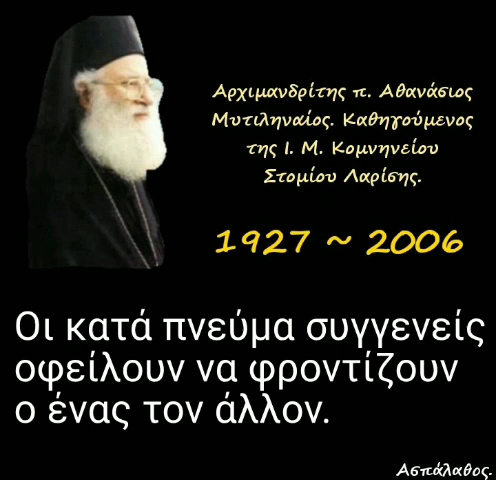 Αρχιμανδρίτης π. Αθανάσιος
Μυτιληναίος. Καθηγούμενος
της Ι. Μ. Κομνηνείου
Στομίου Λαρίσης.
1927 ~ 2006
Οι κατά πνεύμα συγγενείς
οφείλουν να φροντίζουν
ο ένας τον άλλον.
Ασπάλαθος.